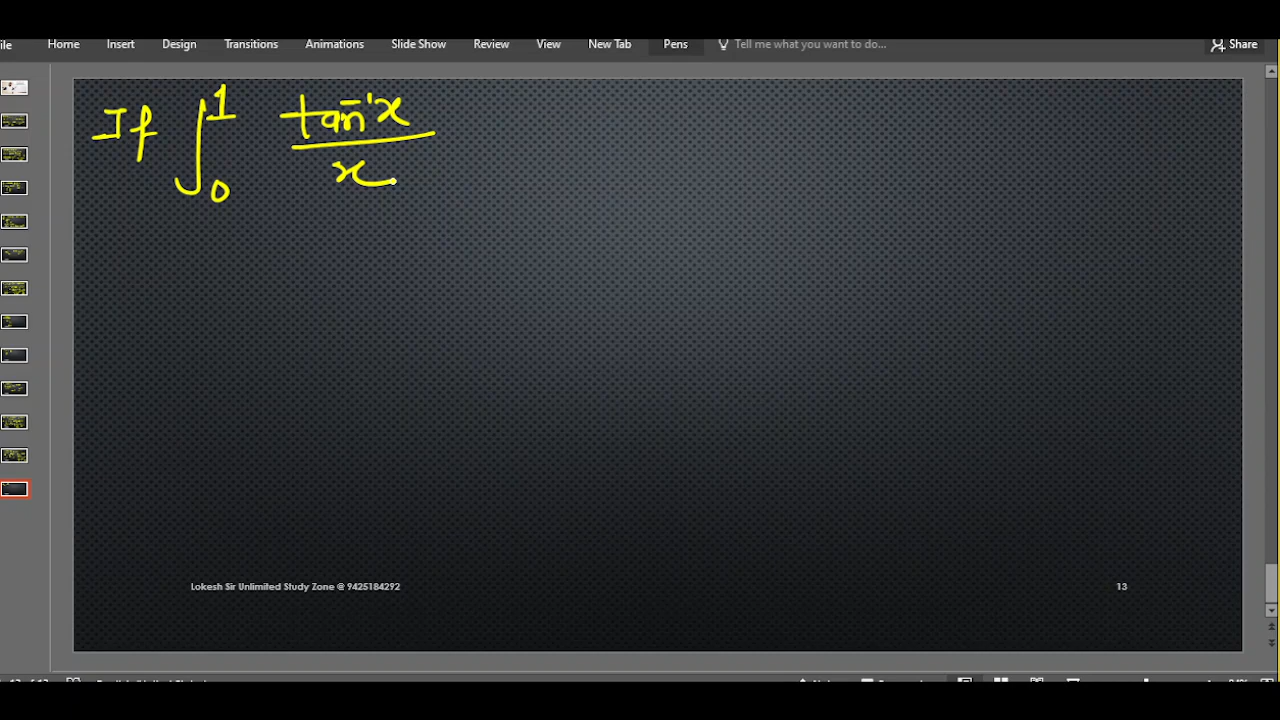 File Home Insert Design Transitions Animations Slide Show Review View New Tab Pens Tell me what you want to do... Share
If ∫₀¹ tan⁻¹x / x
Lokesh Sir Unlimited Study Zone @ 9425184292 13